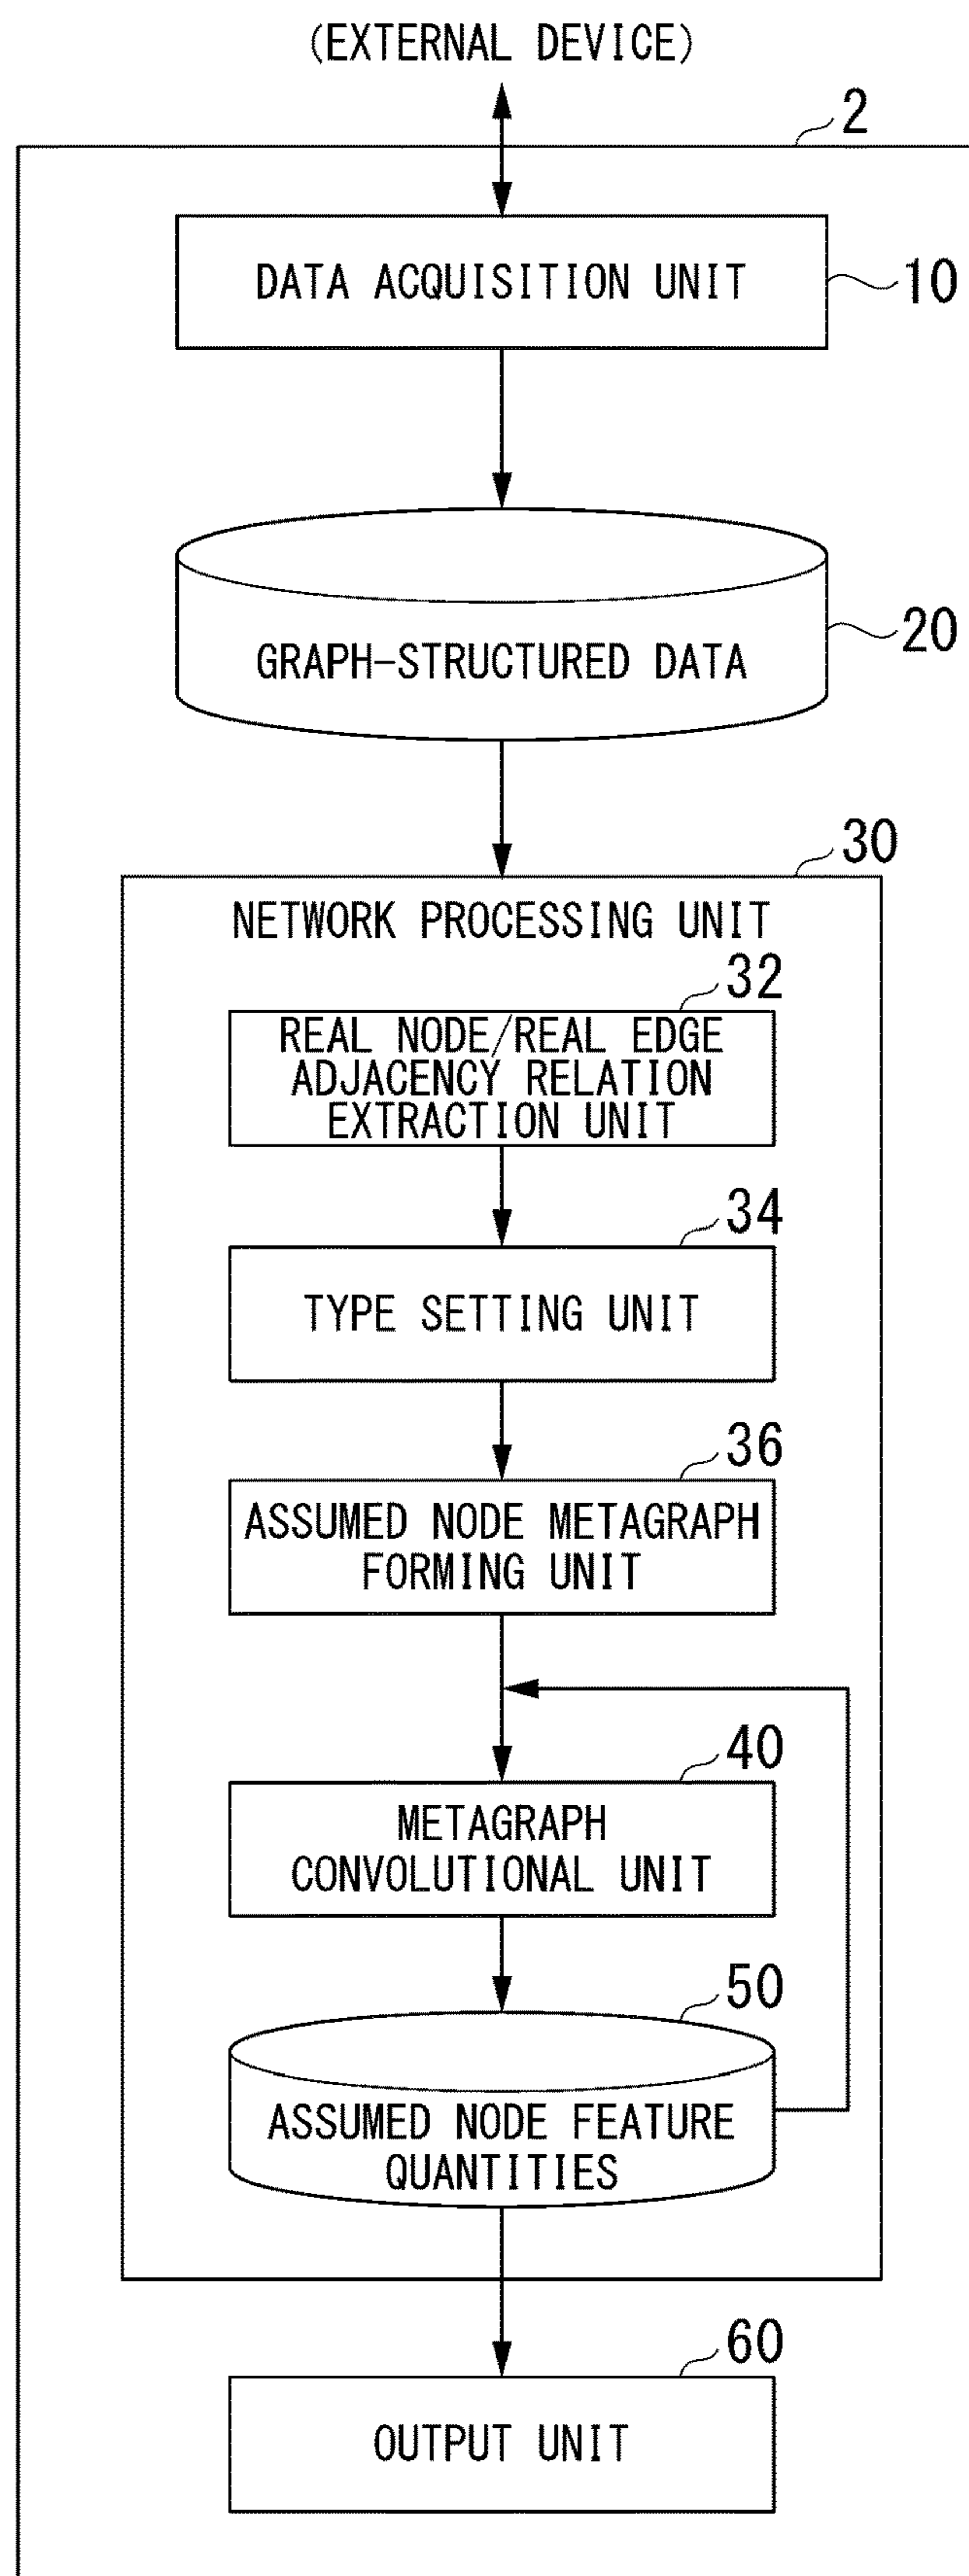 (EXTERNAL DEVICE)
2
DATA ACQUISITION UNIT
10
GRAPH-STRUCTURED DATA
20
30
NETWORK PROCESSING UNIT
32
REAL NODE/REAL EDGE
ADJACENCY RELATION
EXTRACTION UNIT
34
TYPE SETTING UNIT
36
ASSUMED NODE METAGRAPH
FORMING UNIT
40
METAGRAPH
CONVOLUTIONAL UNIT
50
ASSUMED NODE FEATURE
QUANTITIES
60
OUTPUT UNIT